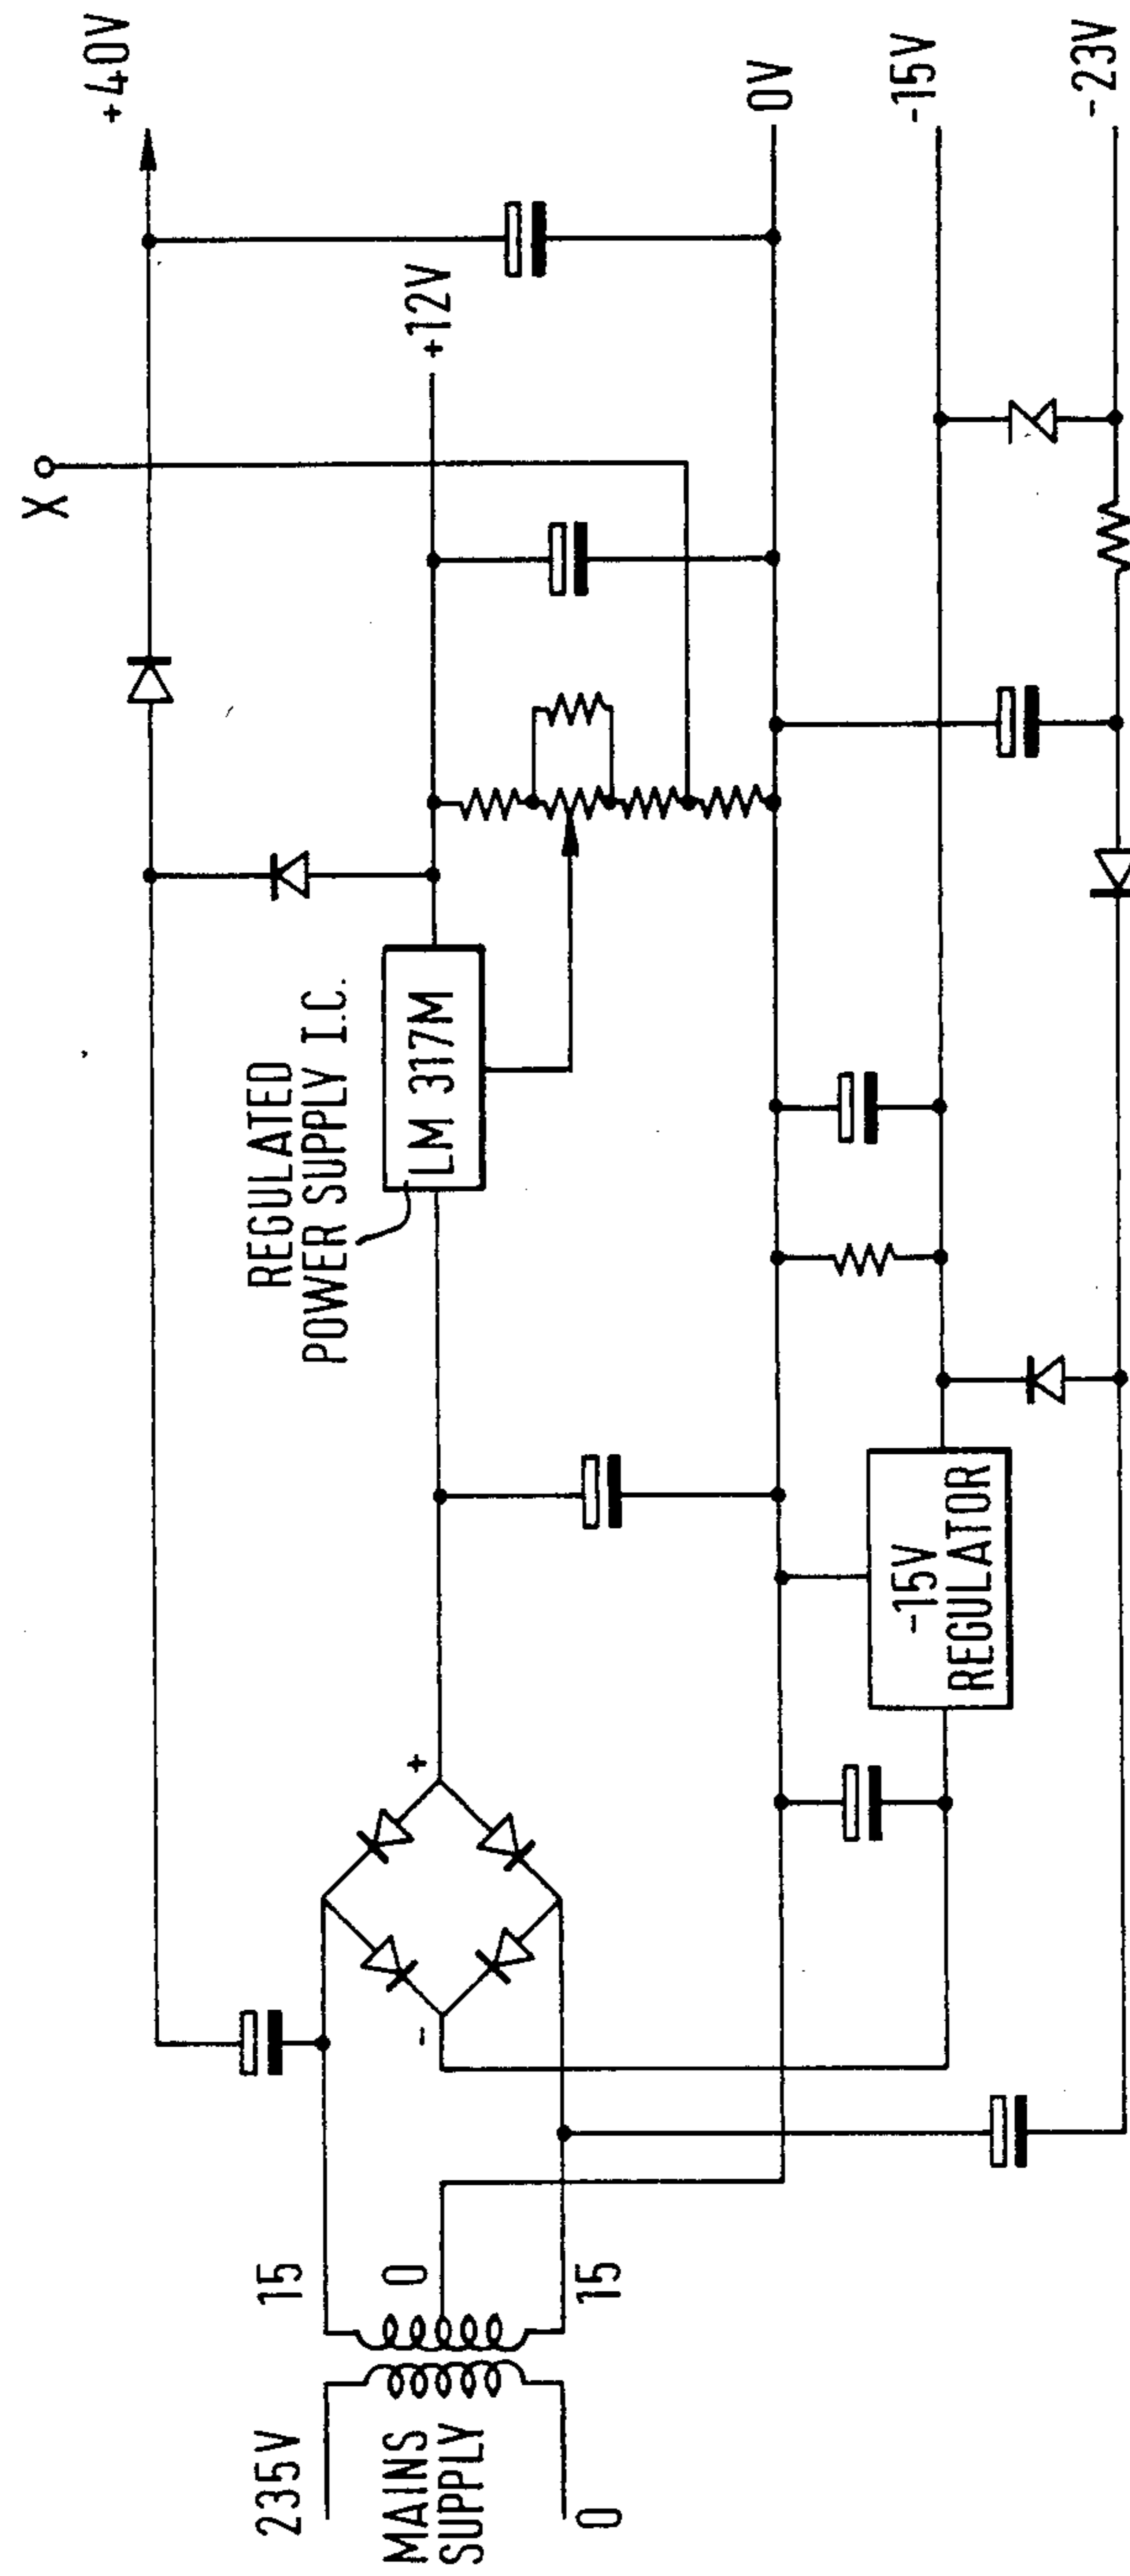 235V
MAINS
SUPPLY
0
15
0
15
+
-
REGULATED
POWER SUPPLY I.C.
LM 317M
-15V
REGULATOR
X
+40V
+12V
0V
-15V
-23V